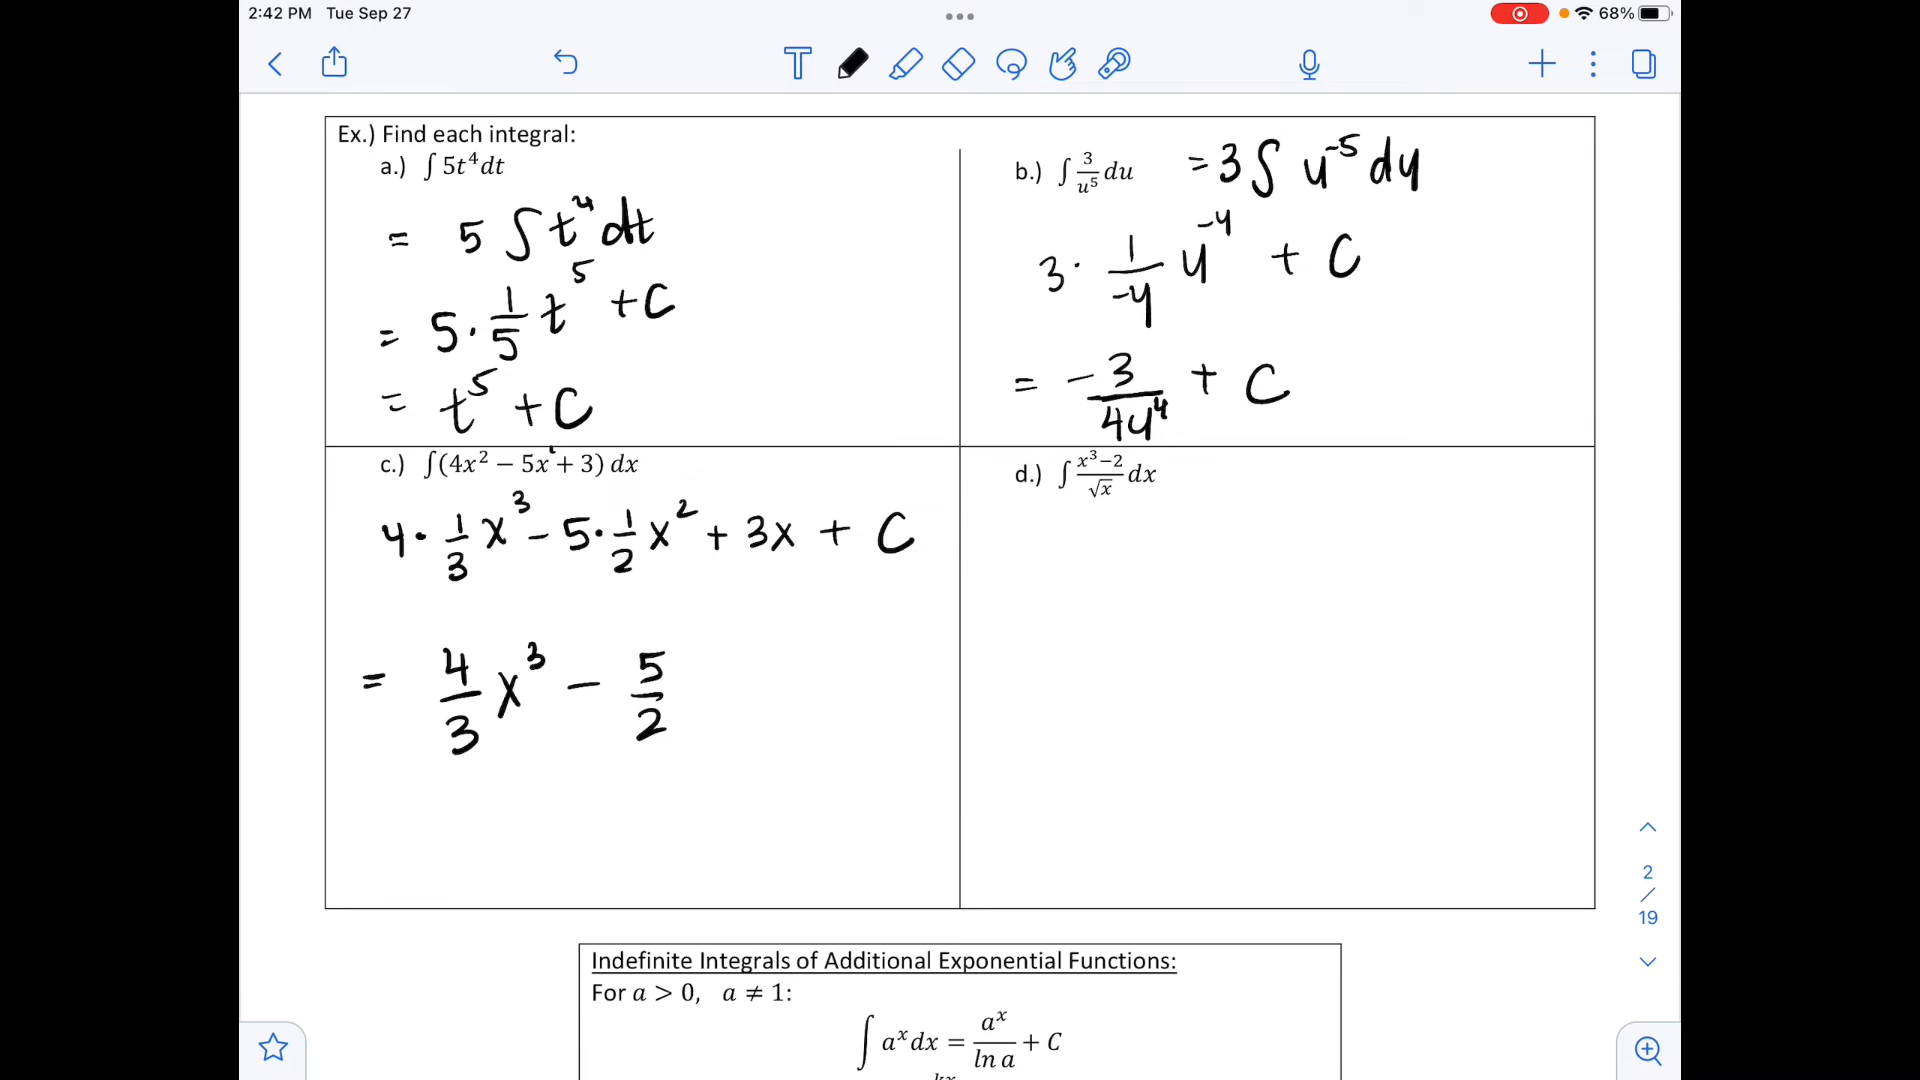 2:42 PM Tue Sep 27
68%
Ex.) Find each integral:
a.) ∫ 5t⁴dt
= 5 ∫ t⁴ dt
= 5 · 1/5 t⁵ + C
= t⁵ + C
b.) ∫ 3/u⁵ du = 3 ∫ u⁻⁵ du
3 · 1/-4 u⁻⁴ + C
= -3/4u⁴ + C
c.) ∫(4x² − 5x + 3) dx
4 · 1/3 x³ − 5 · 1/2 x² + 3x + C
= 4/3 x³ − 5/2
d.) ∫ x³−2/√x dx
2
/
19
Indefinite Integrals of Additional Exponential Functions:
For a > 0, a ≠ 1:
∫ aˣdx = aˣ/ln a + C